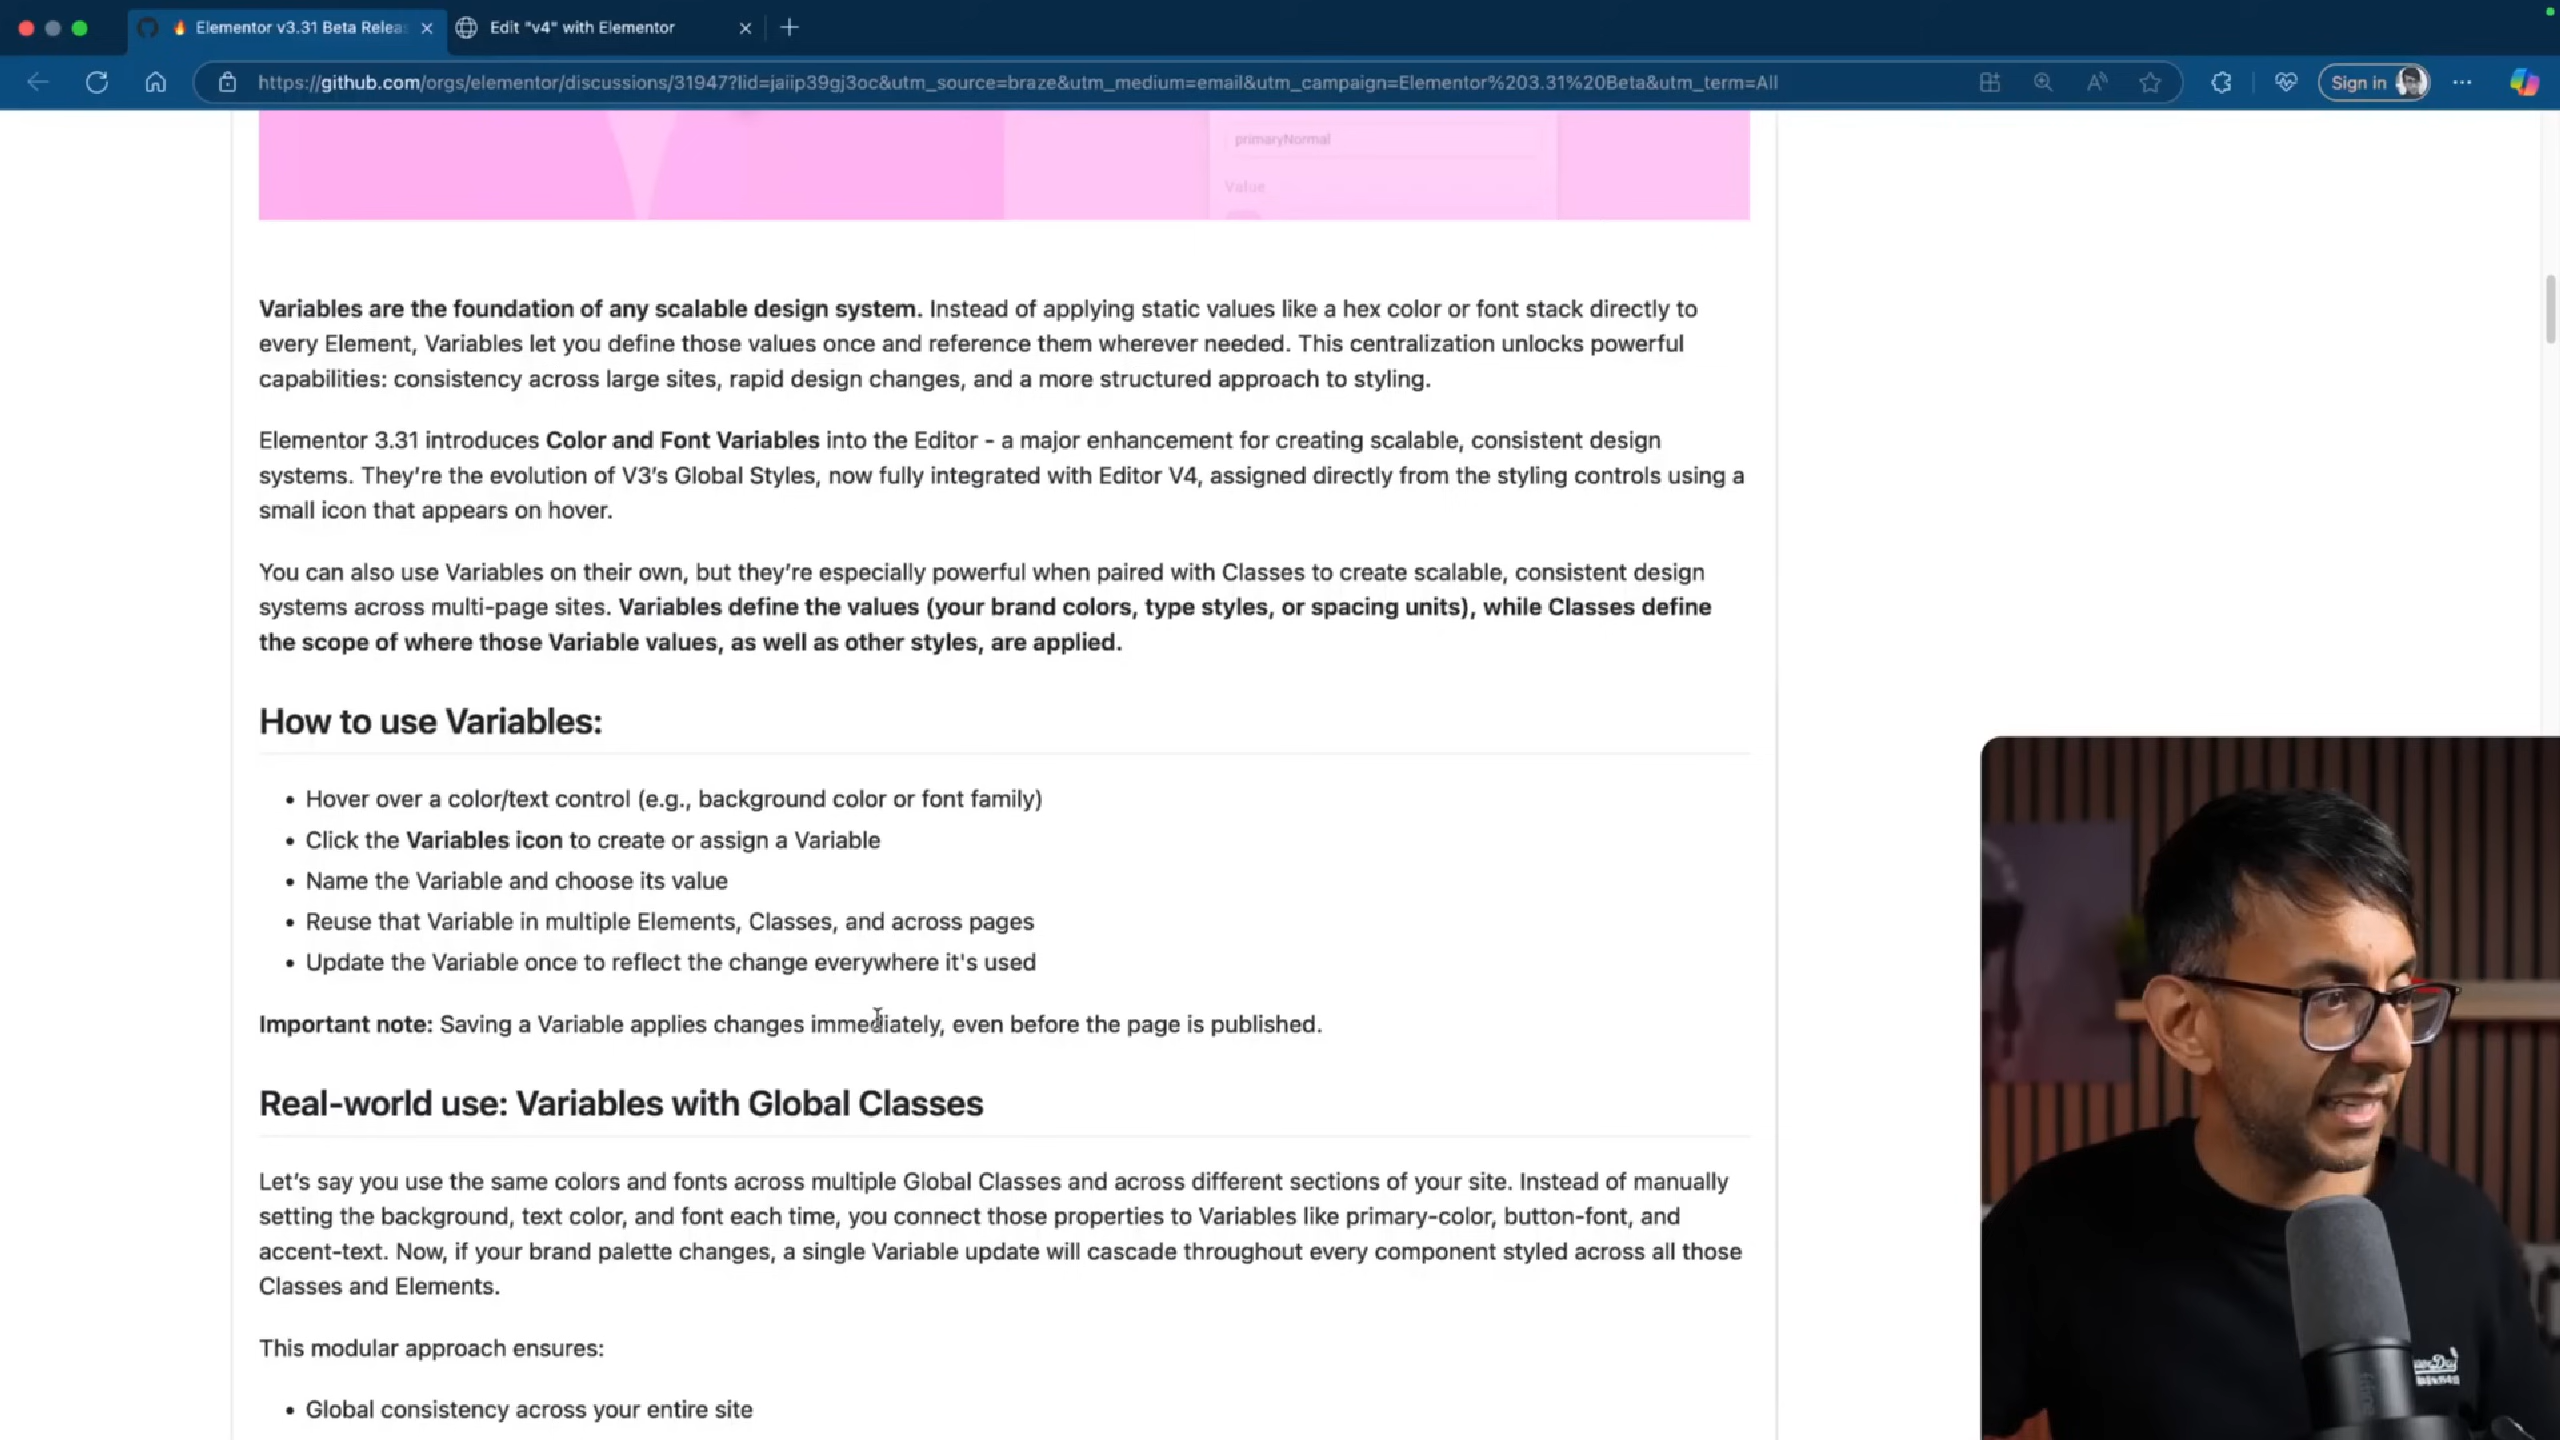 🔥 Elementor v3.31 Beta Relea
Edit "v4" with Elementor
https://github.com/orgs/elementor/discussions/31947?lid=jaiip39gj3oc&utm_source=braze&utm_medium=email&utm_campaign=Elementor%203.31%20Beta&utm_term=All
Sign in
primaryNormal
Value
Variables are the foundation of any scalable design system. Instead of applying static values like a hex color or font stack directly to
every Element, Variables let you define those values once and reference them wherever needed. This centralization unlocks powerful
capabilities: consistency across large sites, rapid design changes, and a more structured approach to styling.
Elementor 3.31 introduces Color and Font Variables into the Editor - a major enhancement for creating scalable, consistent design
systems. They’re the evolution of V3’s Global Styles, now fully integrated with Editor V4, assigned directly from the styling controls using a
small icon that appears on hover.
You can also use Variables on their own, but they’re especially powerful when paired with Classes to create scalable, consistent design
systems across multi-page sites. Variables define the values (your brand colors, type styles, or spacing units), while Classes define
the scope of where those Variable values, as well as other styles, are applied.
How to use Variables:
• Hover over a color/text control (e.g., background color or font family)
• Click the Variables icon to create or assign a Variable
• Name the Variable and choose its value
• Reuse that Variable in multiple Elements, Classes, and across pages
• Update the Variable once to reflect the change everywhere it's used
Important note: Saving a Variable applies changes immediately, even before the page is published.
Real-world use: Variables with Global Classes
Let’s say you use the same colors and fonts across multiple Global Classes and across different sections of your site. Instead of manually
setting the background, text color, and font each time, you connect those properties to Variables like primary-color, button-font, and
accent-text. Now, if your brand palette changes, a single Variable update will cascade throughout every component styled across all those
Classes and Elements.
This modular approach ensures:
• Global consistency across your entire site